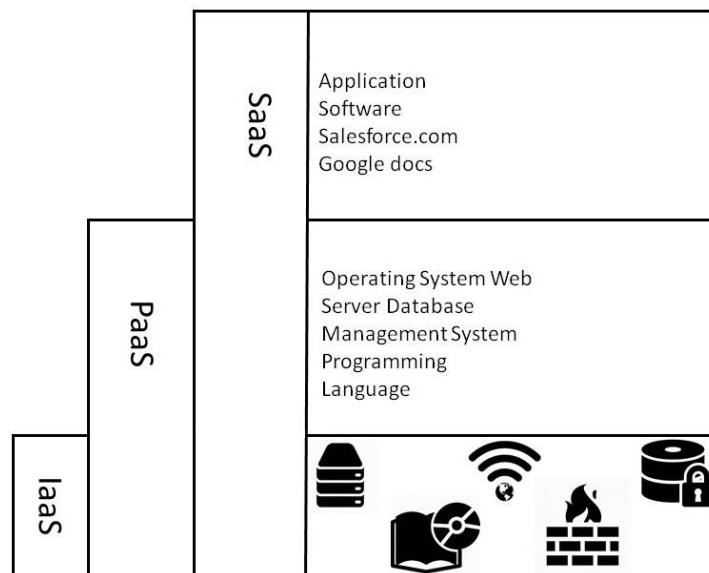 SaaS
Application
Software
Salesforce.com
Google docs
PaaS
Operating System Web
Server Database
Management System
Programming
Language
IaaS